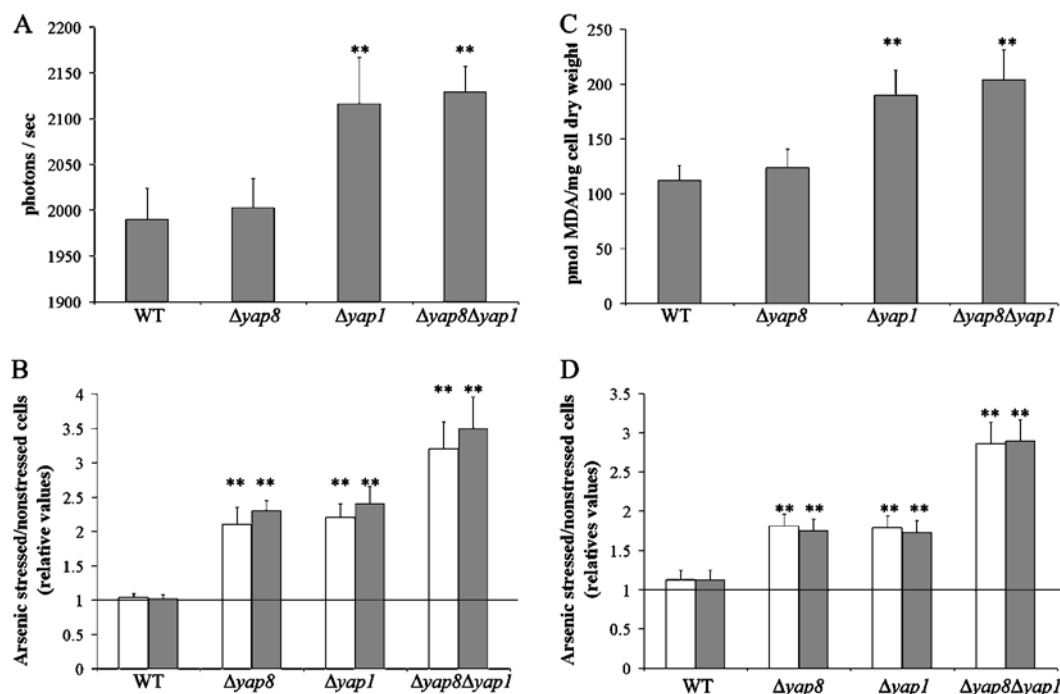 A
photons / sec
2200
2150
2100
2050
2000
1950
1900
** **
WT Δyap8 Δyap1 Δyap8Δyap1
C
pmol MDA/mg cell dry weight
250
200
150
100
50
0
** **
WT Δyap8 Δyap1 Δyap8Δyap1
B
Arsenic stressed/nonstressed cells
(relative values)
4
3.5
3
2.5
2
1.5
1
0.5
0
** **
** ** ** **
WT Δyap8 Δyap1 Δyap8Δyap1
D
Arsenic stressed/nonstressed cells
(relatives values)
3.5
3
2.5
2
1.5
1
0.5
0
** **
** ** ** **
WT Δyap8 Δyap1 Δyap8Δyap1